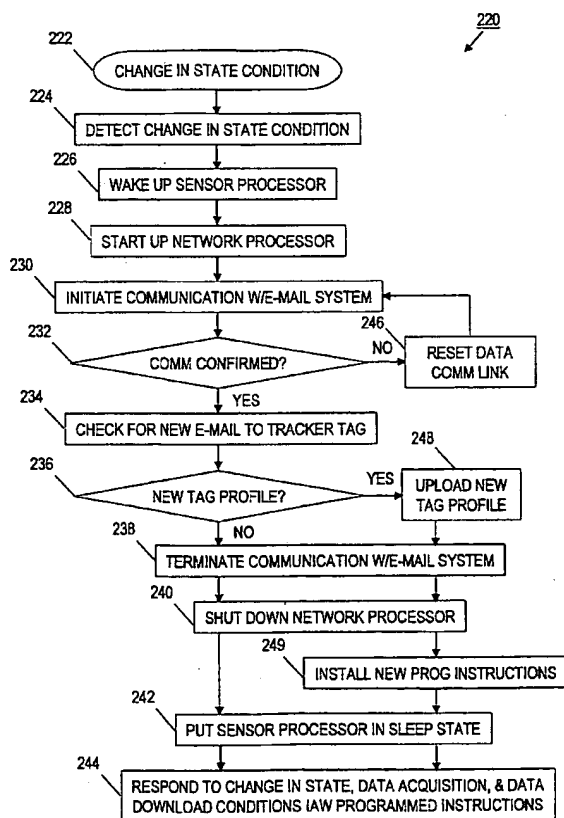 220
222
CHANGE IN STATE CONDITION
224
DETECT CHANGE IN STATE CONDITION
226
WAKE UP SENSOR PROCESSOR
228
START UP NETWORK PROCESSOR
230
INITIATE COMMUNICATION W/E-MAIL SYSTEM
232
COMM CONFIRMED?
NO
246
RESET DATA
COMM LINK
YES
234
CHECK FOR NEW E-MAIL TO TRACKER TAG
236
NEW TAG PROFILE?
YES
248
UPLOAD NEW
TAG PROFILE
NO
238
TERMINATE COMMUNICATION W/E-MAIL SYSTEM
240
SHUT DOWN NETWORK PROCESSOR
249
INSTALL NEW PROG INSTRUCTIONS
242
PUT SENSOR PROCESSOR IN SLEEP STATE
244
RESPOND TO CHANGE IN STATE, DATA ACQUISITION, & DATA
DOWNLOAD CONDITIONS IAW PROGRAMMED INSTRUCTIONS